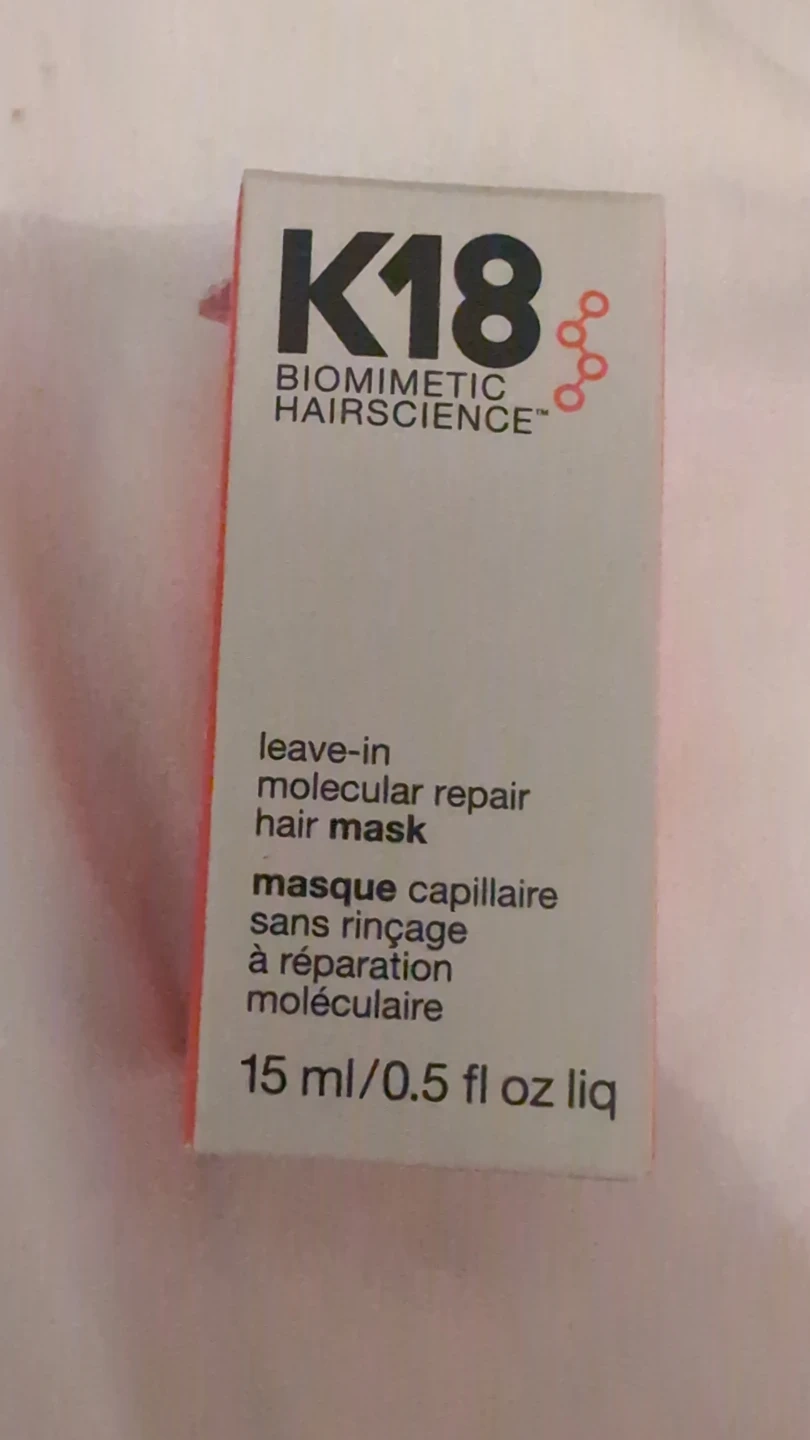 K18
BIOMIMETIC
HAIRSCIENCE™
leave-in
molecular repair
hair mask
masque capillaire
sans rinçage
à réparation
moléculaire
15 ml/0.5 fl oz liq